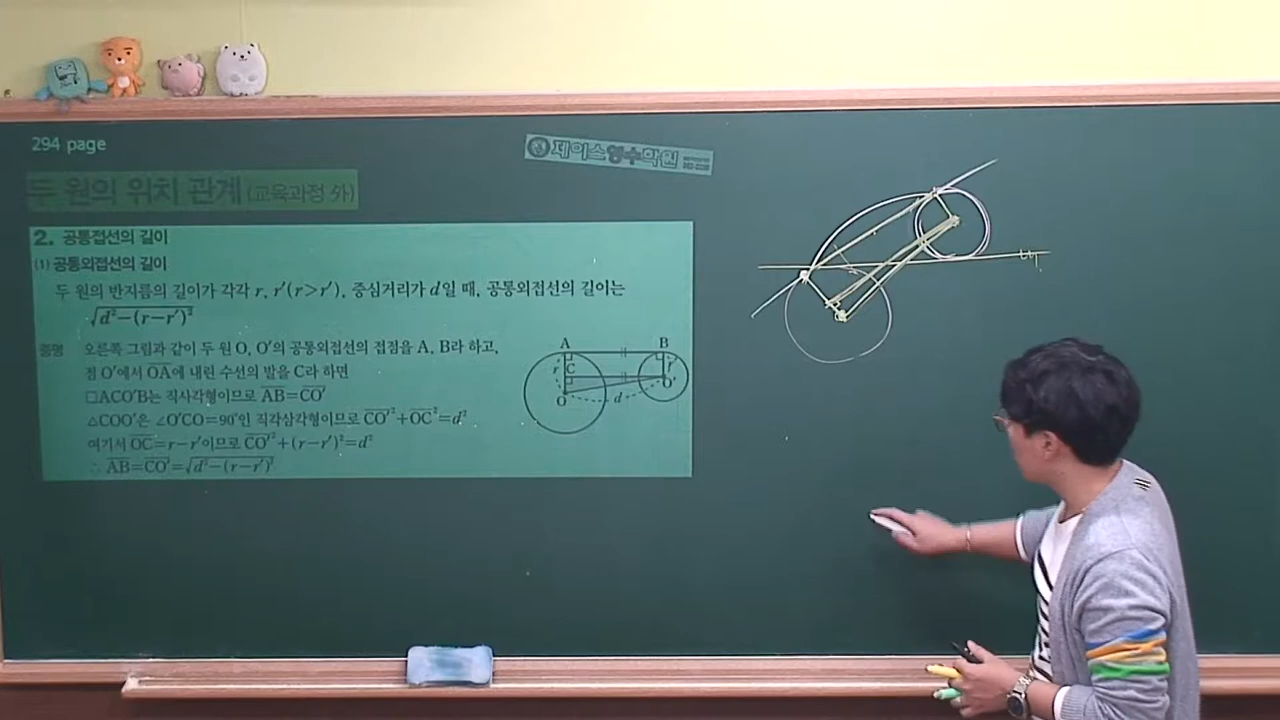 294 page
제이스영수학원
두 원의 위치 관계 (교육과정 外)
2. 공통접선의 길이
(1) 공통외접선의 길이
두 원의 반지름의 길이가 각각 r, r′(r>r′), 중심거리가 d일 때, 공통외접선의 길이는
√d²−(r−r′)²
증명 오른쪽 그림과 같이 두 원 O, O′의 공통외접선의 접점을 A, B라 하고,
점 O′에서 OA에 내린 수선의 발을 C라 하면
□ACO′B는 직사각형이므로 AB=CO′
△COO′은 ∠O′CO=90°인 직각삼각형이므로 CO′²+OC²=d²
여기서 OC=r−r′이므로 CO′²+(r−r′)²=d²
∴ AB=CO′=√d²−(r−r′)²
A B
r C r′
O O′
d